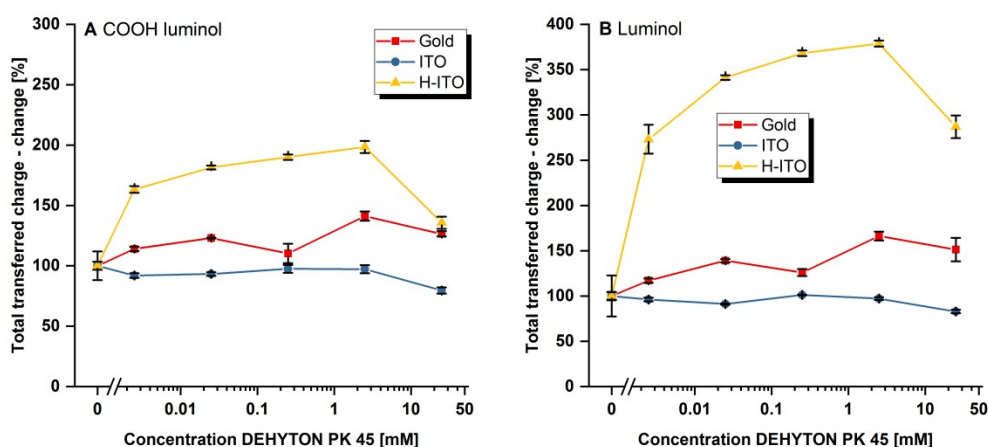 A COOH luminol
Gold
ITO
H-ITO
Total transferred charge - change [%]
300
250
200
150
100
50
0
0 0.01 0.1 1 10 50
Concentration DEHYTON PK 45 [mM]
B Luminol
Gold
ITO
H-ITO
Total transferred charge - change [%]
400
350
300
250
200
150
100
50
0
0 0.01 0.1 1 10 50
Concentration DEHYTON PK 45 [mM]